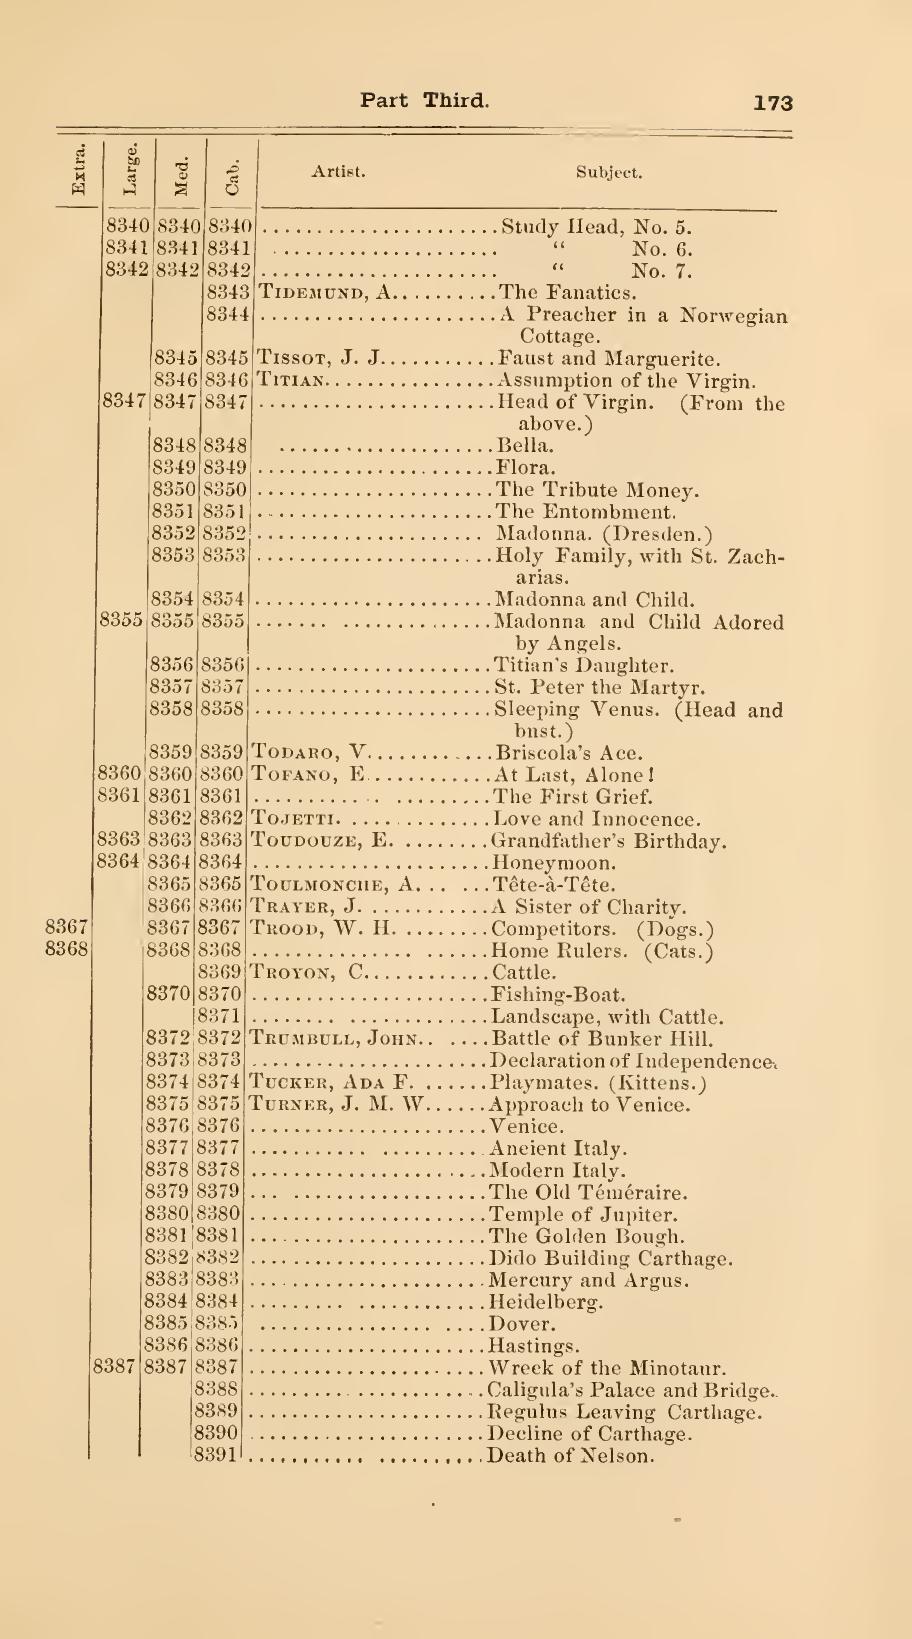 Part Third. 173
Extra. Large. Med. Cab. Artist. Subject.
8340 8340 8340 ...................... Study Head, No. 5.
8341 8341 8341 ..................... “ No. 6.
8342 8342 8342 ...................... “ No. 7.
8343 TIDEMUND, A.......... The Fanatics.
8344 ...................... A Preacher in a Norwegian
Cottage.
8345 8345 TISSOT, J. J........... Faust and Marguerite.
8346 8346 TITIAN................ Assumption of the Virgin.
8347 8347 8347 ...................... Head of Virgin. (From the
above.)
8348 8348 .................... Bella.
8349 8349 ...................... Flora.
8350 8350 ...................... The Tribute Money.
8351 8351 ...................... The Entombment.
8352 8352 ..................... Madonna. (Dresden.)
8353 8353 ...................... Holy Family, with St. Zach-
arias.
8354 8354 ...................... Madonna and Child.
8355 8355 8355 ....... ............. Madonna and Child Adored
by Angels.
8356 8356 ...................... Titian's Daughter.
8357 8357 ...................... St. Peter the Martyr.
8358 8358 ...................... Sleeping Venus. (Head and
bust.)
8359 8359 TODARO, V............ Briscola's Ace.
8360 8360 8360 TOFANO, E............ At Last, Alone!
8361 8361 8361 ............ ......... The First Grief.
8362 8362 TOJETTI. ............. Love and Innocence.
8363 8363 8363 TOUDOUZE, E. ........ Grandfather's Birthday.
8364 8364 8364 ...................... Honeymoon.
8365 8365 TOULMONCHE, A... ... Tête-à-Tête.
8366 8366 TRAYER, J. ............ A Sister of Charity.
8367 8367 8367 TROOD, W. H. ........ Competitors. (Dogs.)
8368 8368 8368 ............... ....... Home Rulers. (Cats.)
8369 TROYON, C............ Cattle.
8370 8370 ...................... Fishing-Boat.
8371 ........ ............. Landscape, with Cattle.
8372 8372 TRUMBULL, JOHN.. .... Battle of Bunker Hill.
8373 8373 ...................... Declaration of Independence.
8374 8374 TUCKER, ADA F. ...... Playmates. (Kittens.)
8375 8375 TURNER, J. M. W...... Approach to Venice.
8376 8376 ...................... Venice.
8377 8377 ........... .......... Ancient Italy.
8378 8378 ...................... Modern Italy.
8379 8379 ... .................. The Old Téméraire.
8380 8380 ...................... Temple of Jupiter.
8381 8381 ...................... The Golden Bough.
8382 8382 ...................... Dido Building Carthage.
8383 8383 ...................... Mercury and Argus.
8384 8384 ......... ............ Heidelberg.
8385 8385 ................ .... Dover.
8386 8386 ...................... Hastings.
8387 8387 8387 ...................... Wreck of the Minotaur.
8388 ...................... Caligula's Palace and Bridge.
8389 ...................... Regulus Leaving Carthage.
8390 ...................... Decline of Carthage.
8391 ........... .......... Death of Nelson.